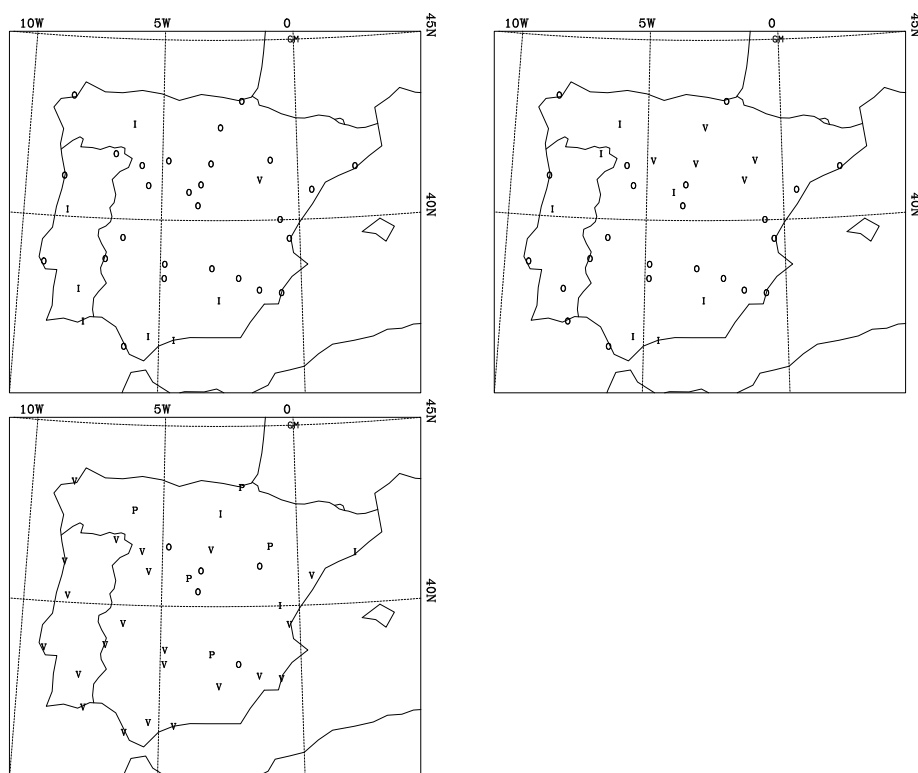 10W 5W 0 45N
GM
O O
I O
O O O O O O
O O O O V O
I O 40N
O
O O
O O O O
O O
I O O
I
I
I I
O
10W 5W 0 45N
GM
O O
I V
I O V V V O
O O I O V O
I O 40N
O
O O
O O O O
O O
O O O
I
O
I I
O
10W 5W 0 45N
GM
V P
P I
V V O V P I
V V P O O V
V O 40N
I
V V
V V V P
V O
V V V
V
V
V V
V